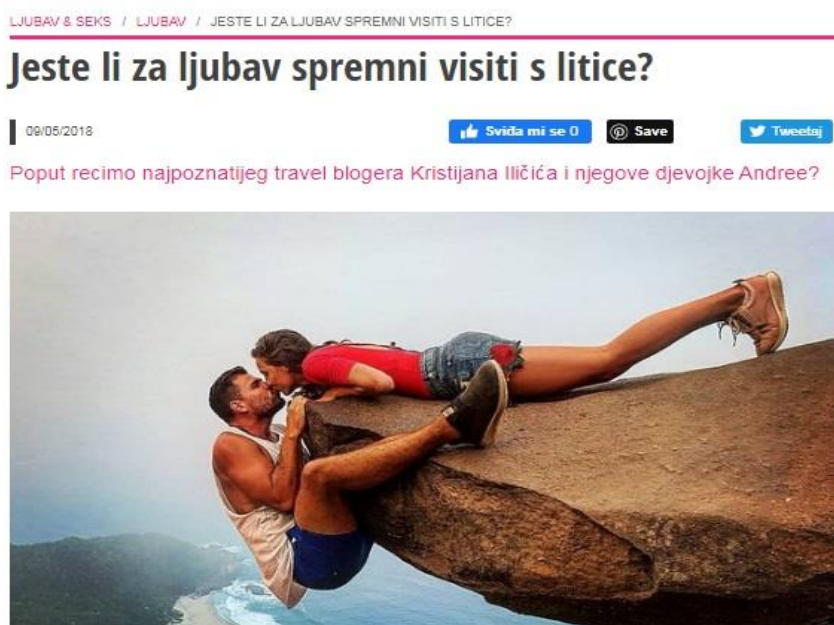 LJUBAV & SEKS / LJUBAV / JESTE LI ZA LJUBAV SPREMNI VISITI S LITICE?
Jeste li za ljubav spremni visiti s litice?
09/05/2018 Sviđa mi se 0 Save Tweetaj
Poput recimo najpoznatijeg travel blogera Kristijana Iličića i njegove djevojke Andree?